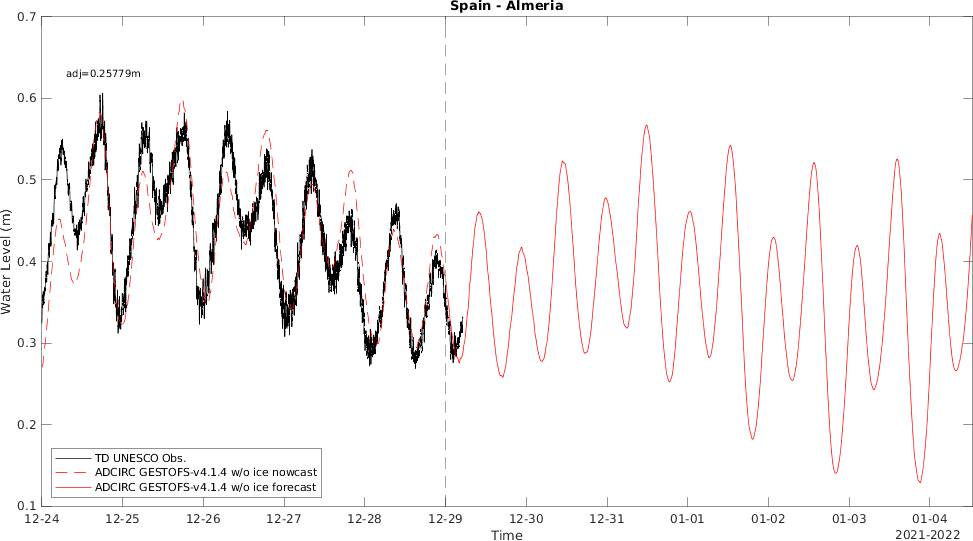 Spain - Almeria
adj=0.25779m
Water Level (m)
0.7
0.6
0.5
0.4
0.3
0.2
0.1
TD UNESCO Obs.
ADCIRC GESTOFS-v4.1.4 w/o ice nowcast
ADCIRC GESTOFS-v4.1.4 w/o ice forecast
12-24 12-25 12-26 12-27 12-28 12-29 12-30 12-31 01-01 01-02 01-03 01-04
Time
2021-2022